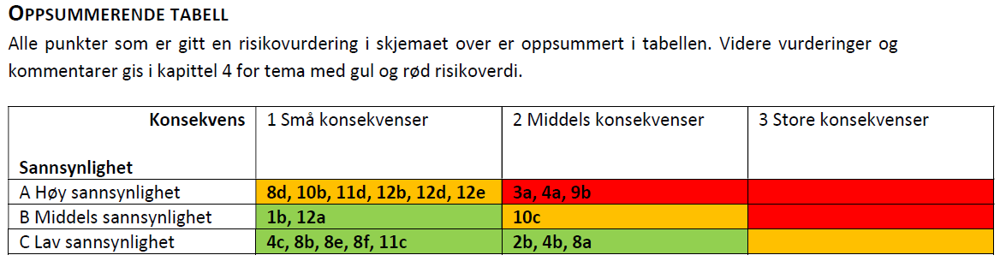 OPPSUMMERENDE TABELL
Alle punkter som er gitt en risikovurdering i skjemaet over er oppsummert i tabellen. Videre vurderinger og
kommentarer gis i kapittel 4 for tema med gul og rød risikoverdi.
Konsekvens 1 Små konsekvenser 2 Middels konsekvenser 3 Store konsekvenser
Sannsynlighet
A Høy sannsynlighet 8d, 10b, 11d, 12b, 12d, 12e 3a, 4a, 9b
B Middels sannsynlighet 1b, 12a 10c
C Lav sannsynlighet 4c, 8b, 8e, 8f, 11c 2b, 4b, 8a